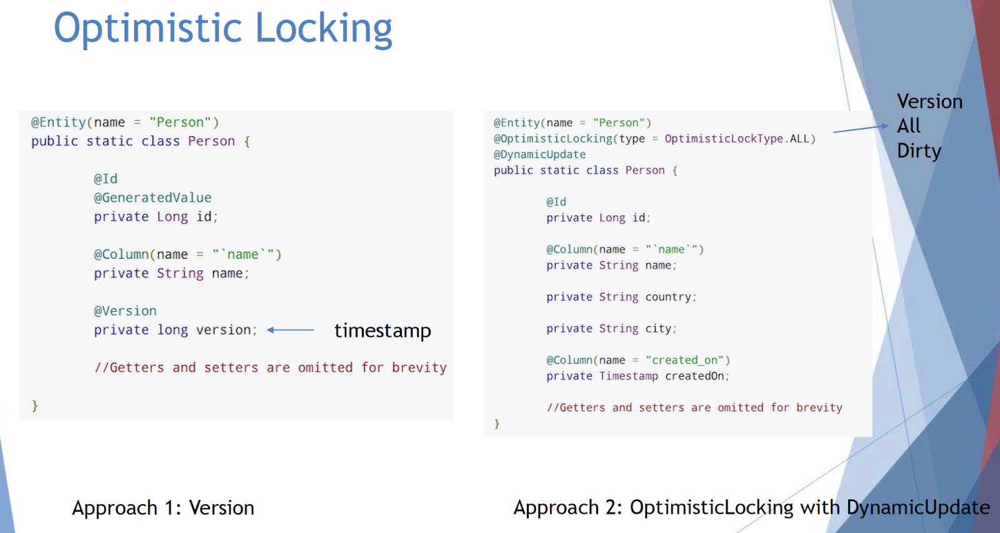 Optimistic Locking
@Entity(name = "Person")
public static class Person {
@Id
@GeneratedValue
private Long id;
@Column(name = "`name`")
private String name;
@Version
private long version;
timestamp
//Getters and setters are omitted for brevity
}
Approach 1: Version
@Entity(name = "Person")
@OptimisticLocking(type = OptimisticLockType.ALL)
@DynamicUpdate
public static class Person {
@Id
private Long id;
@Column(name = "`name`")
private String name;
private String country;
private String city;
@Column(name = "created_on")
private Timestamp createdOn;
//Getters and setters are omitted for brevity
}
Version
All
Dirty
Approach 2: OptimisticLocking with DynamicUpdate